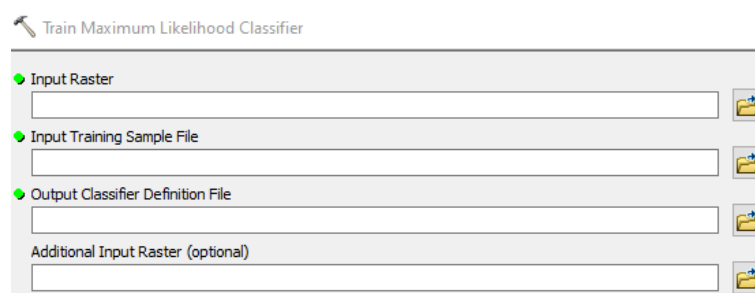 Train Maximum Likelihood Classifier
Input Raster
Input Training Sample File
Output Classifier Definition File
Additional Input Raster (optional)